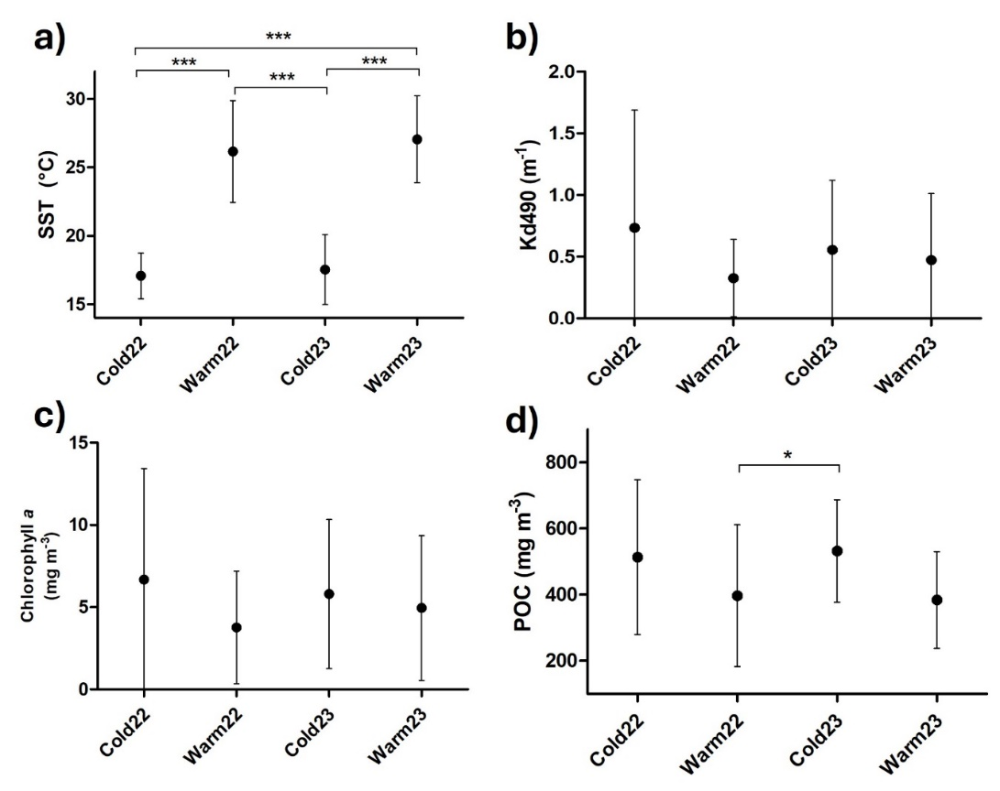 a)
***
***
***
***
SST (°C)
30
25
20
15
Cold22
Warm22
Cold23
Warm23
b)
Kd490 (m-1)
2.0
1.5
1.0
0.5
0.0
Cold22
Warm22
Cold23
Warm23
c)
Chlorophyll a
(mg m-3)
15
10
5
0
Cold22
Warm22
Cold23
Warm23
d)
*
POC (mg m-3)
800
600
400
200
Cold22
Warm22
Cold23
Warm23